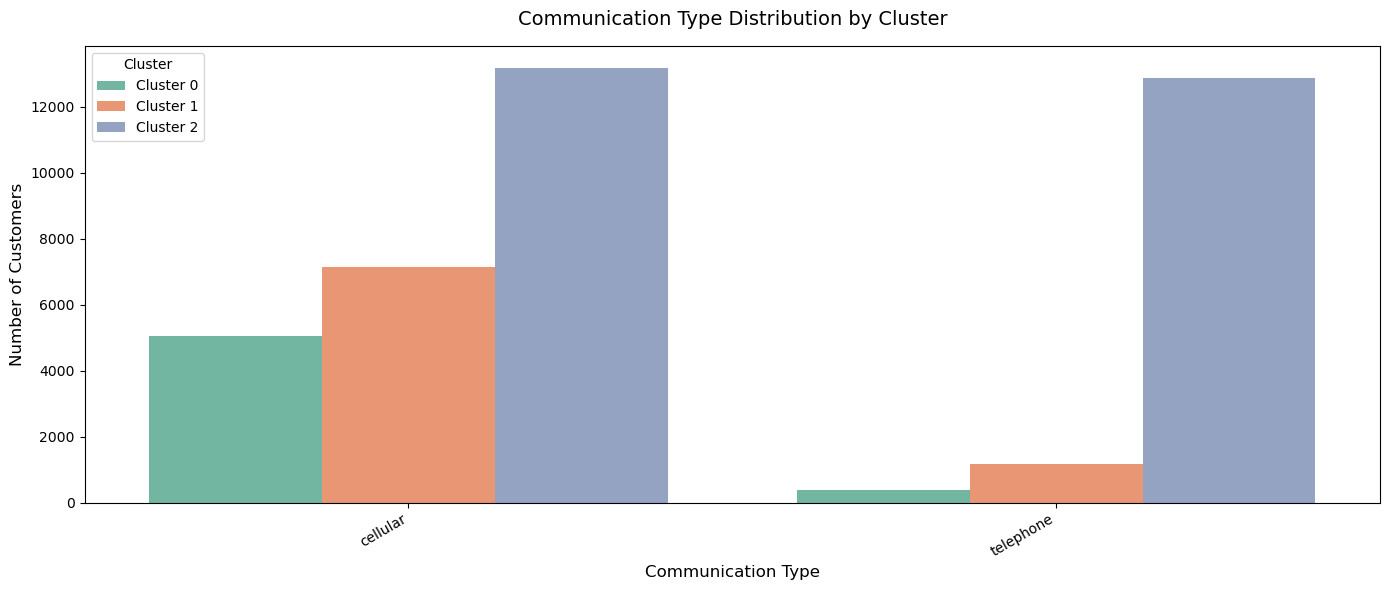 Communication Type Distribution by Cluster
Cluster
Cluster 0
Cluster 1
Cluster 2
Number of Customers
12000
10000
8000
6000
4000
2000
0
cellular
telephone
Communication Type